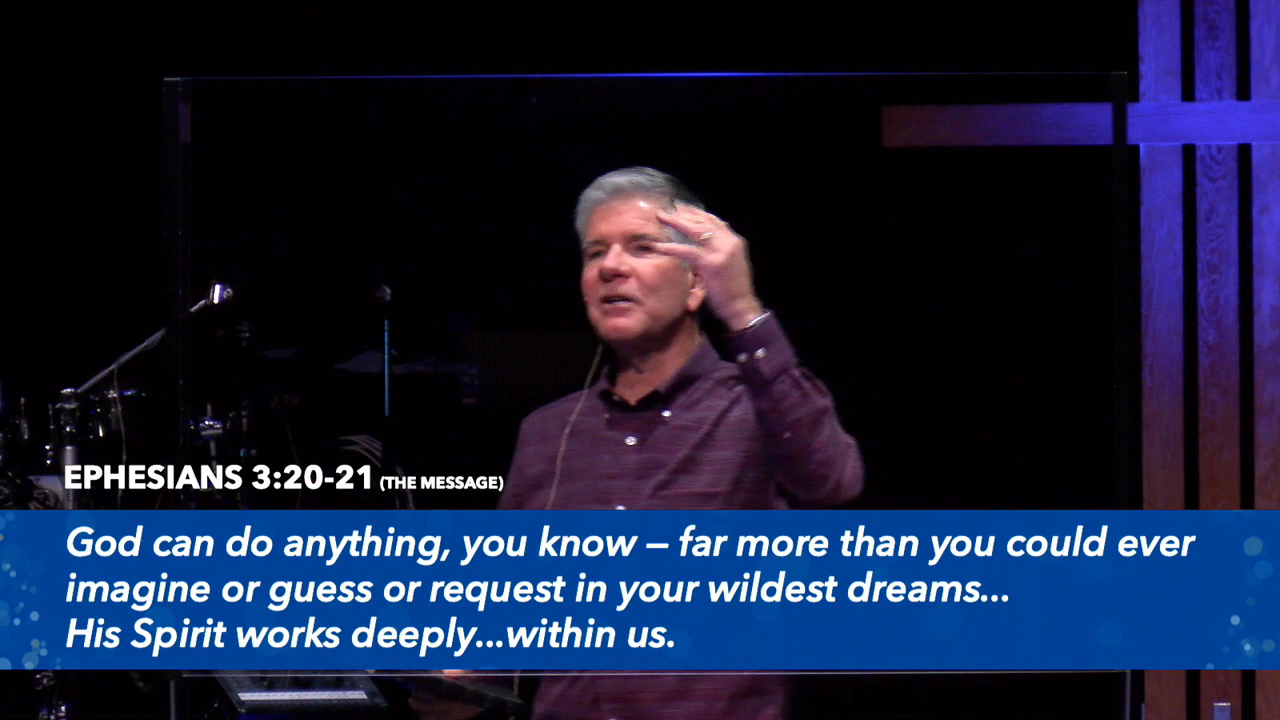 EPHESIANS 3:20-21 (THE MESSAGE)
God can do anything, you know – far more than you could ever
imagine or guess or request in your wildest dreams...
His Spirit works deeply...within us.